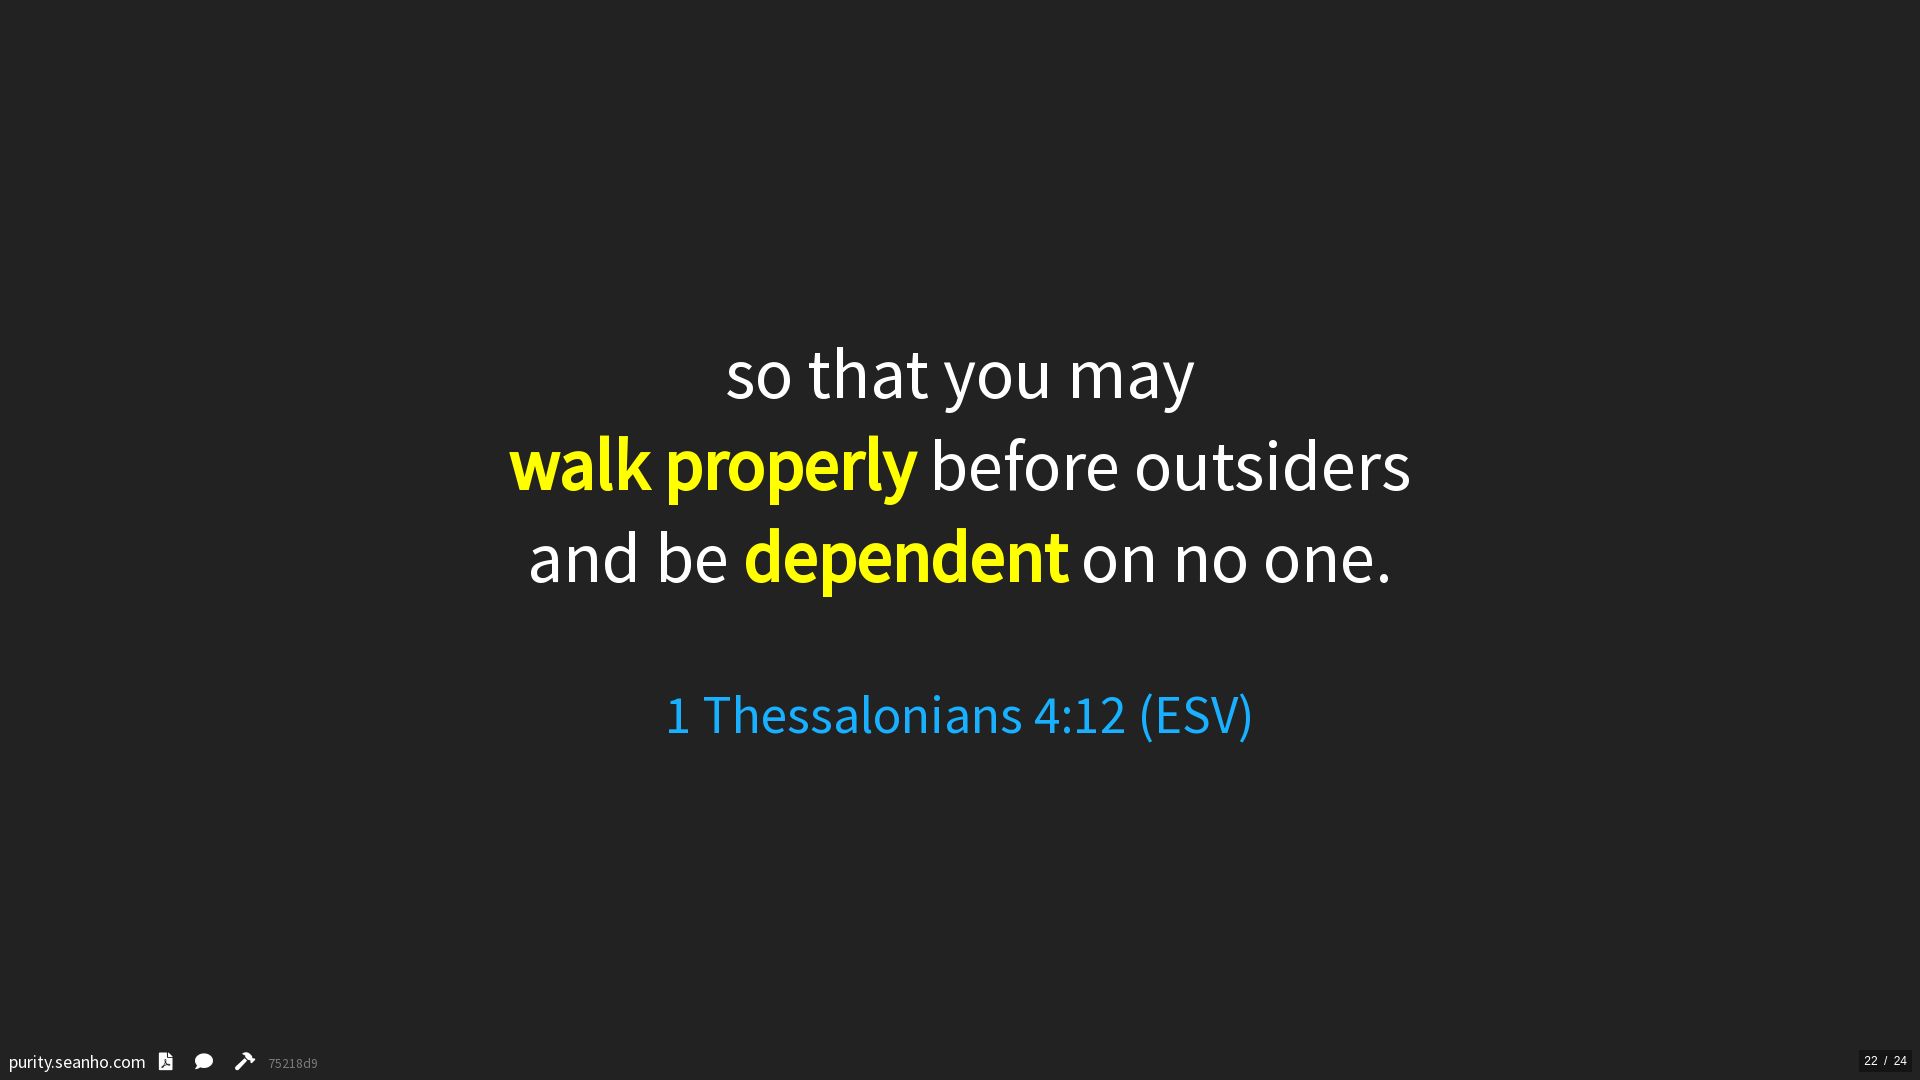 so that you may
walk properly before outsiders
and be dependent on no one.
1 Thessalonians 4:12 (ESV)
purity.seanho.com 75218d9
22 / 24